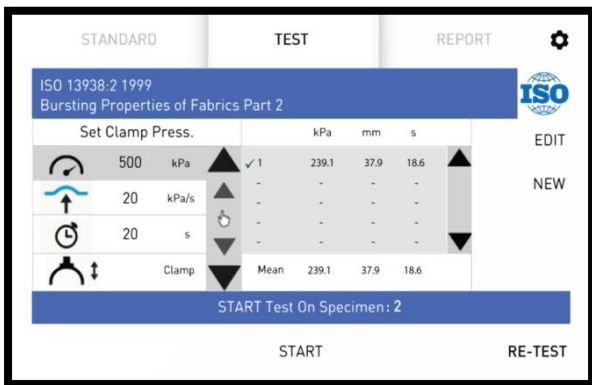 STANDARD TEST REPORT
ISO 13938:2 1999
Bursting Properties of Fabrics Part 2
ISO
Set Clamp Press. kPa mm s
EDIT
500 kPa ✓ 1 239.1 37.9 18.6
NEW
- - - -
20 kPa/s - - - -
- - - -
20 s - - - -
Clamp Mean 239.1 37.9 18.6
START Test On Specimen: 2
START RE-TEST